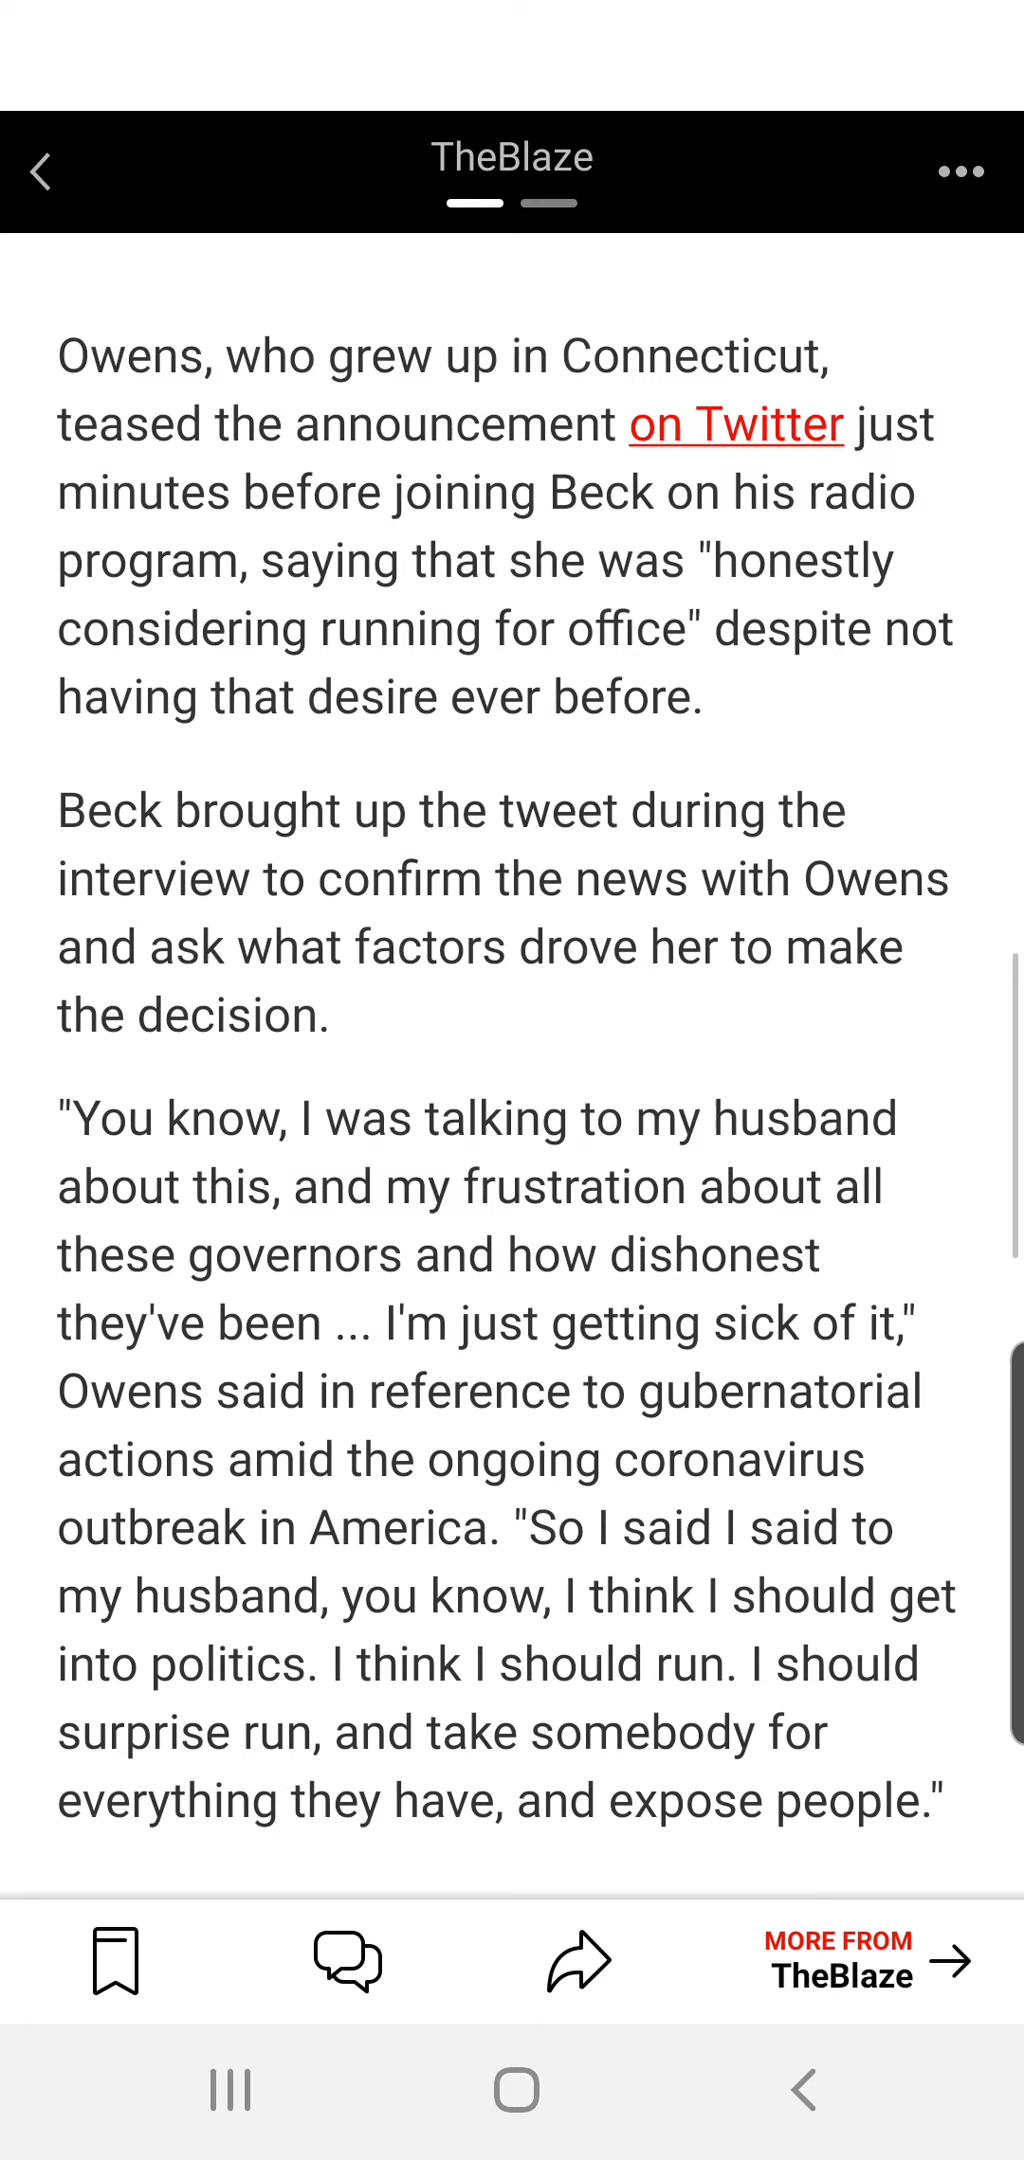 TheBlaze
Owens, who grew up in Connecticut,
teased the announcement on Twitter just
minutes before joining Beck on his radio
program, saying that she was "honestly
considering running for office" despite not
having that desire ever before.
Beck brought up the tweet during the
interview to confirm the news with Owens
and ask what factors drove her to make
the decision.
"You know, I was talking to my husband
about this, and my frustration about all
these governors and how dishonest
they've been ... I'm just getting sick of it,"
Owens said in reference to gubernatorial
actions amid the ongoing coronavirus
outbreak in America. "So I said I said to
my husband, you know, I think I should get
into politics. I think I should run. I should
surprise run, and take somebody for
everything they have, and expose people."
MORE FROM
TheBlaze